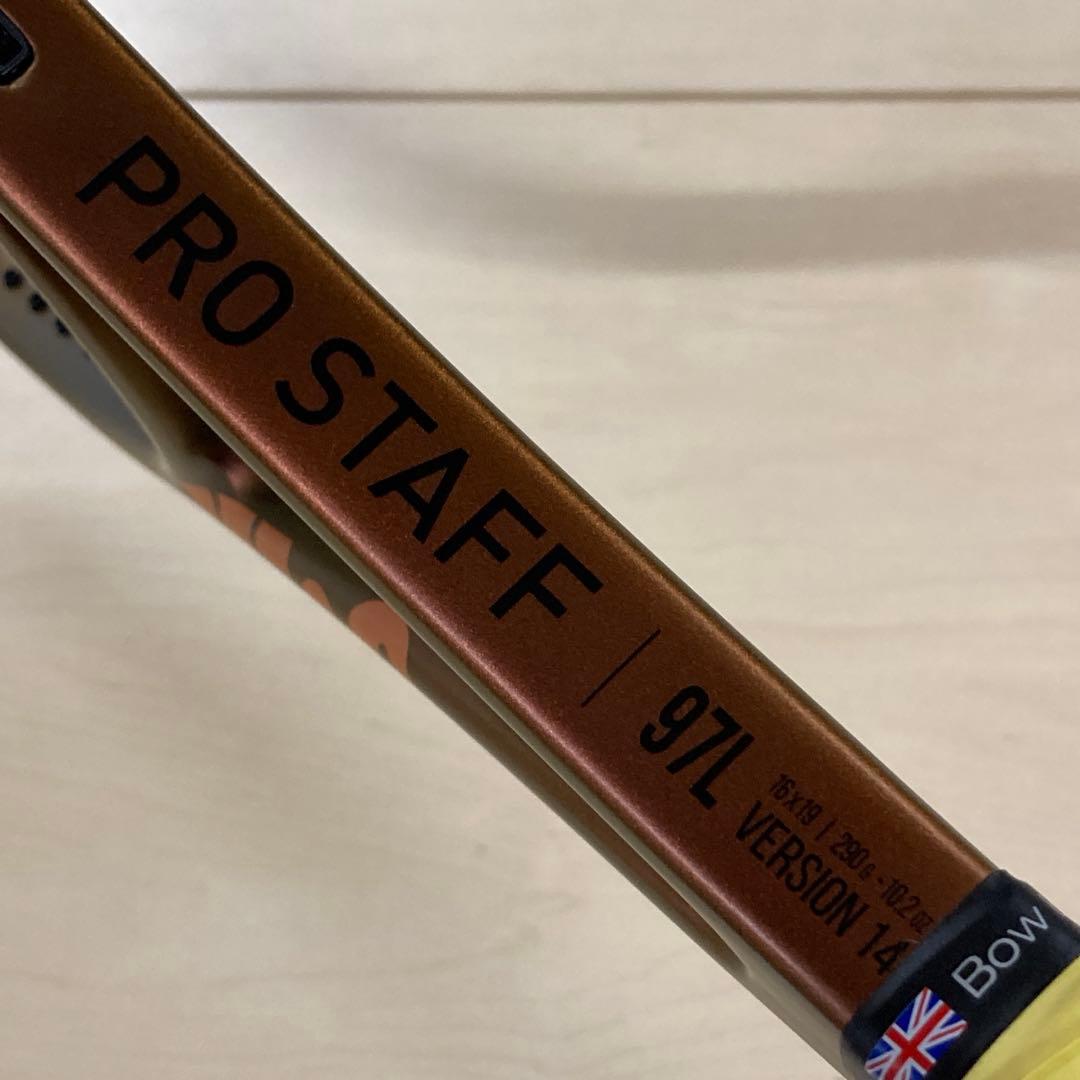 PRO STAFF | 97L
16x19 | 290 G - 10.2 OZ
VERSION 14
Bow